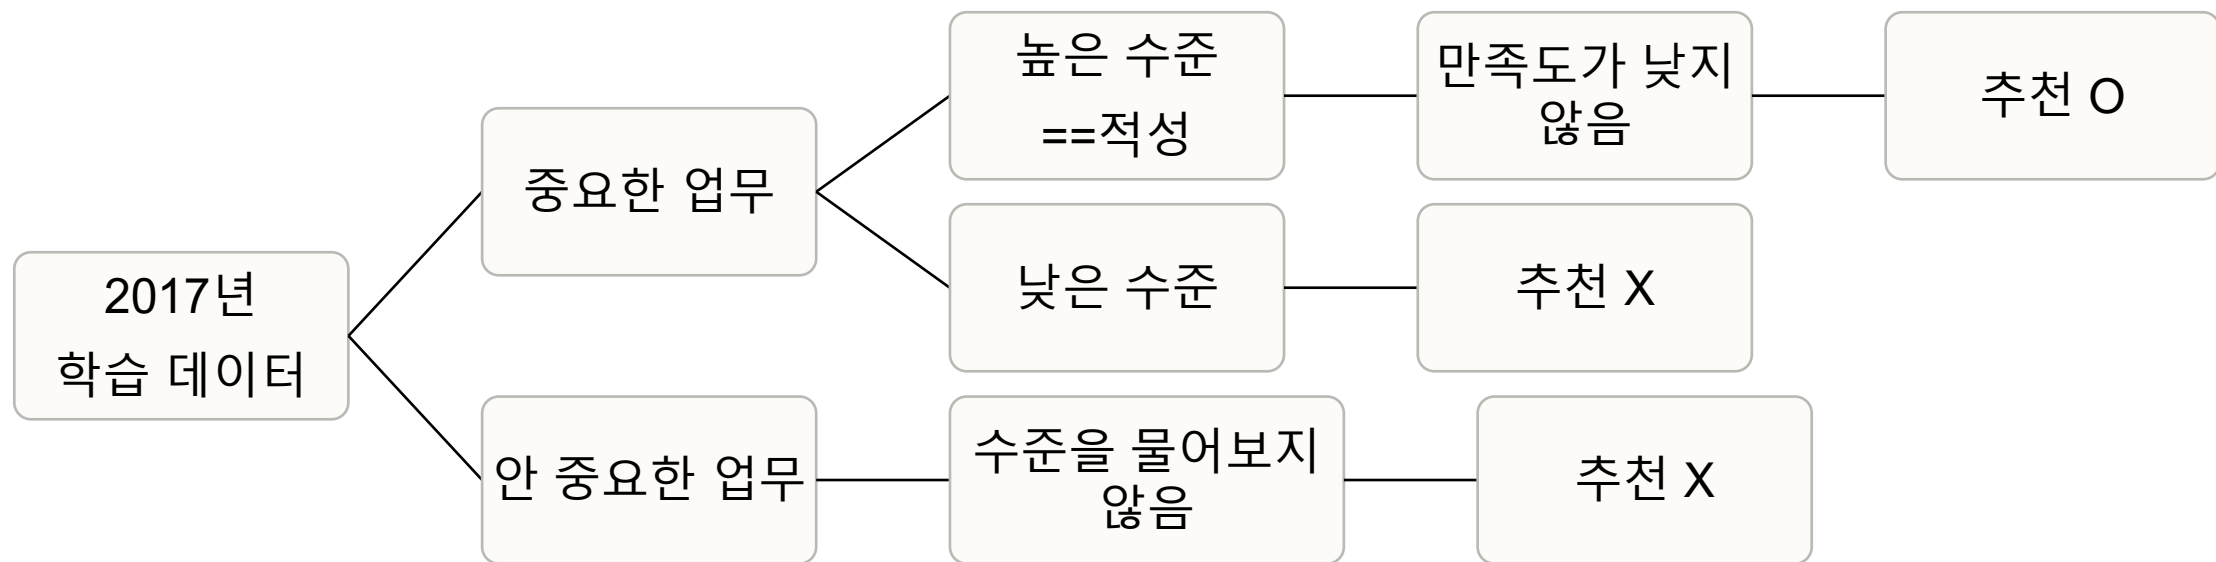 2017년
학습 데이터
중요한 업무
높은 수준
==적성
만족도가 낮지
않음
추천 O
낮은 수준
추천 X
안 중요한 업무
수준을 물어보지
않음
추천 X